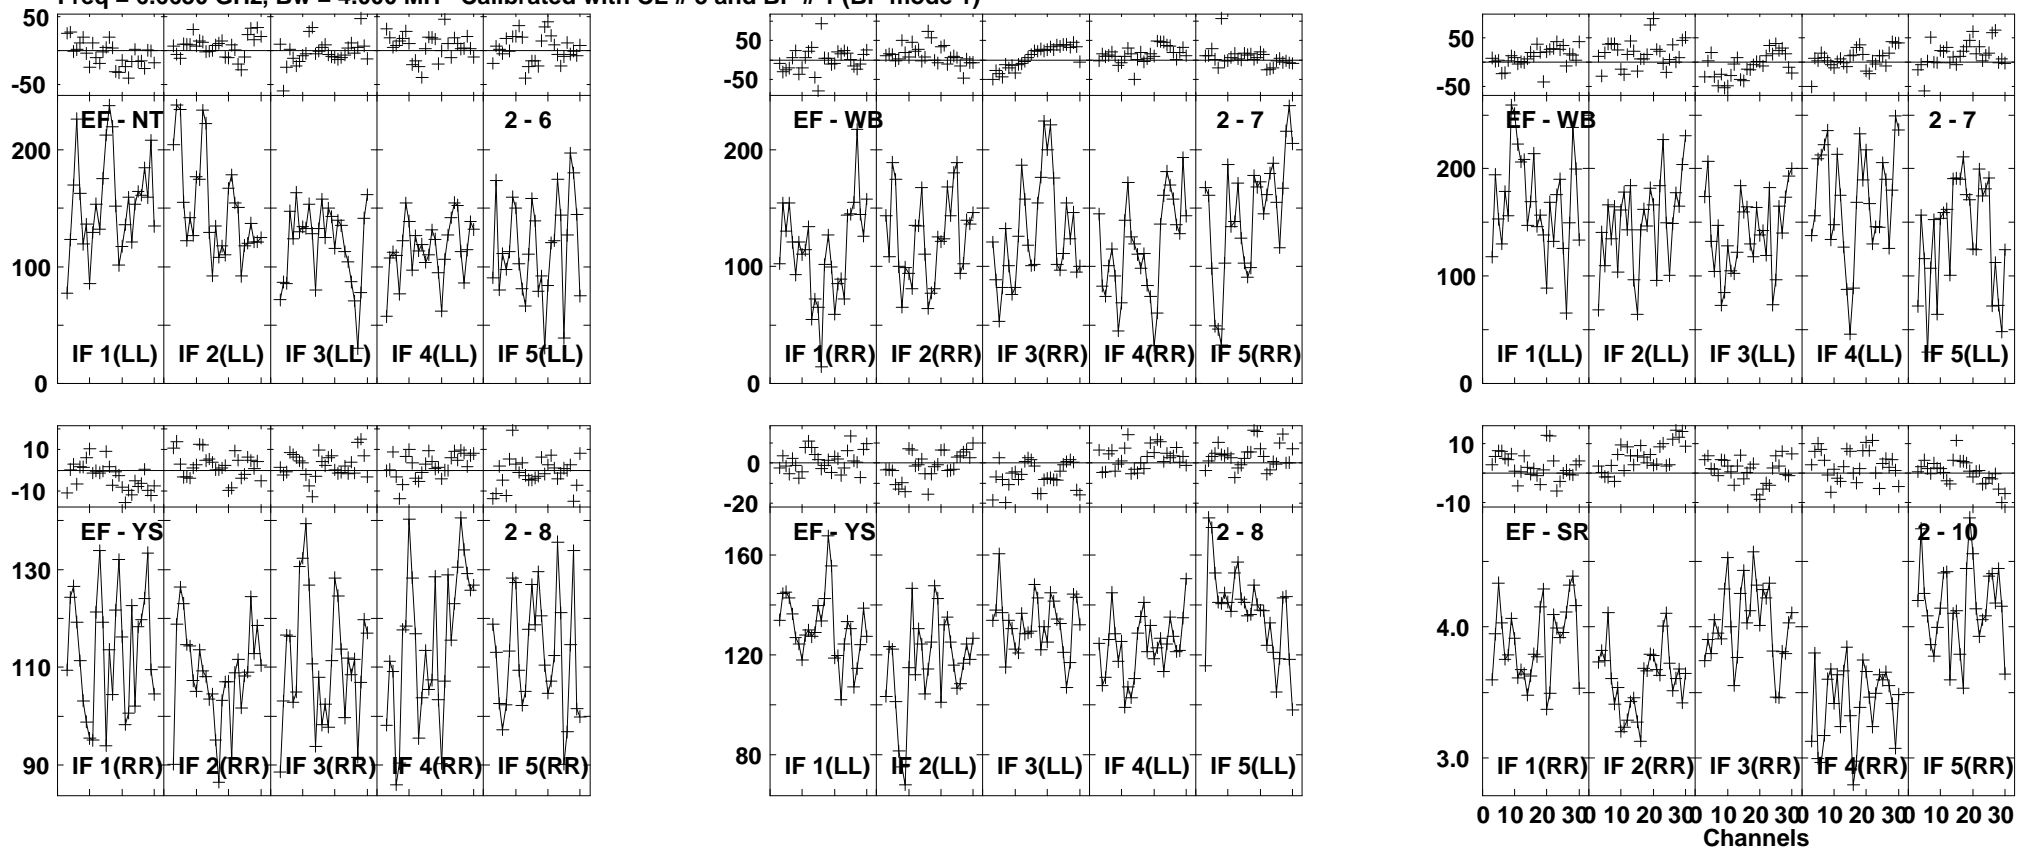 50
-50
EF - NT 2 - 6
200
100
0
IF 1(LL) IF 2(LL) IF 3(LL) IF 4(LL) IF 5(LL)
50
-50
EF - WB 2 - 7
200
100
0
IF 1(RR) IF 2(RR) IF 3(RR) IF 4(RR) IF 5(RR)
50
-50
EF - WB 2 - 7
200
100
0
IF 1(LL) IF 2(LL) IF 3(LL) IF 4(LL) IF 5(LL)
10
-10
EF - YS 2 - 8
130
110
90
IF 1(RR) IF 2(RR) IF 3(RR) IF 4(RR) IF 5(RR)
0
-20
EF - YS 2 - 8
160
120
80
IF 1(LL) IF 2(LL) IF 3(LL) IF 4(LL) IF 5(LL)
10
-10
EF - SR 2 - 10
4.0
3.0
IF 1(RR) IF 2(RR) IF 3(RR) IF 4(RR) IF 5(RR)
0 10 20 30 0 10 20 30 0 10 20 30 0 10 20 30 0 10 20 30
Channels